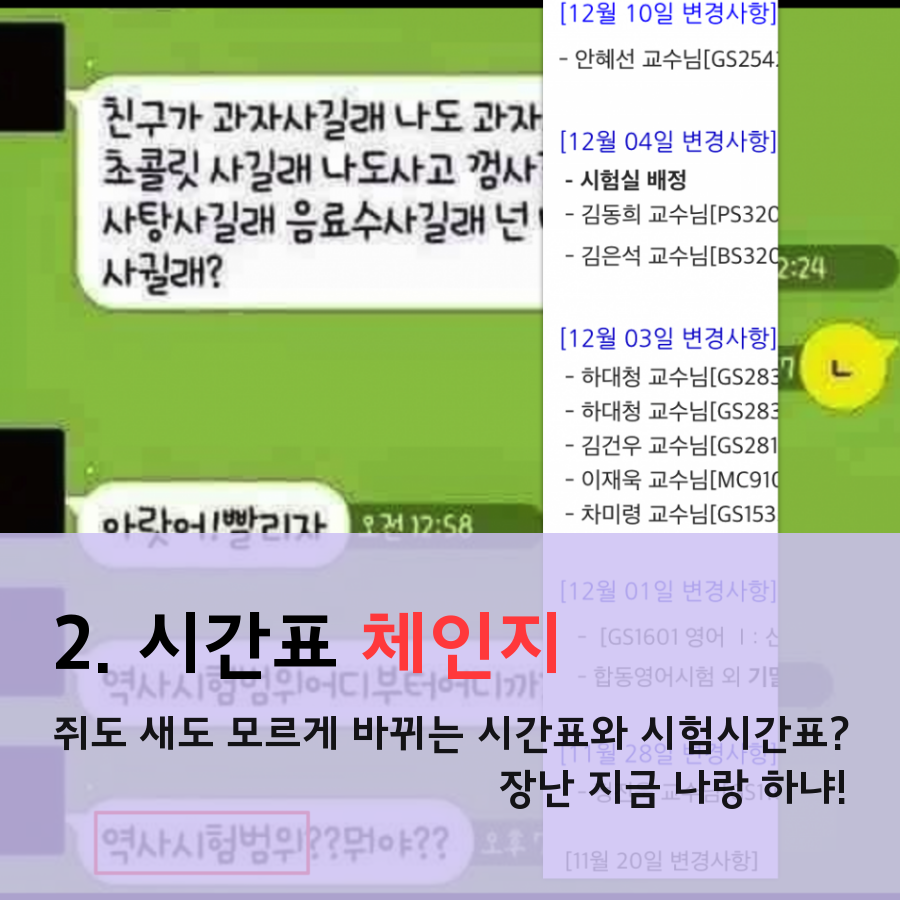 친구가 과자사길래 나도 과자
초콜릿 사길래 나도사고 껌사
사탕사길래 음료수사길래 넌
사귈래?
2:24
ㄴ
아랏어!빨리자 오전 12:58
역사시험범위어디부터어디까
역사시험범위??뭐야?? 오후
[12월 10일 변경사항]
- 안혜선 교수님[GS254
[12월 04일 변경사항]
- 시험실 배정
- 김동희 교수님[PS320
- 김은석 교수님[BS320
[12월 03일 변경사항]
- 하대청 교수님[GS283
- 하대청 교수님[GS283
- 김건우 교수님[GS281
- 이재욱 교수님[MC910
- 차미령 교수님[GS153
[12월 01일 변경사항]
- [GS1601 영어 Ⅰ: 신
- 합동영어시험 외 기말
[11월 28일 변경사항]
[11월 20일 변경사항]
2. 시간표 체인지
쥐도 새도 모르게 바뀌는 시간표와 시험시간표?
장난 지금 나랑 하냐!